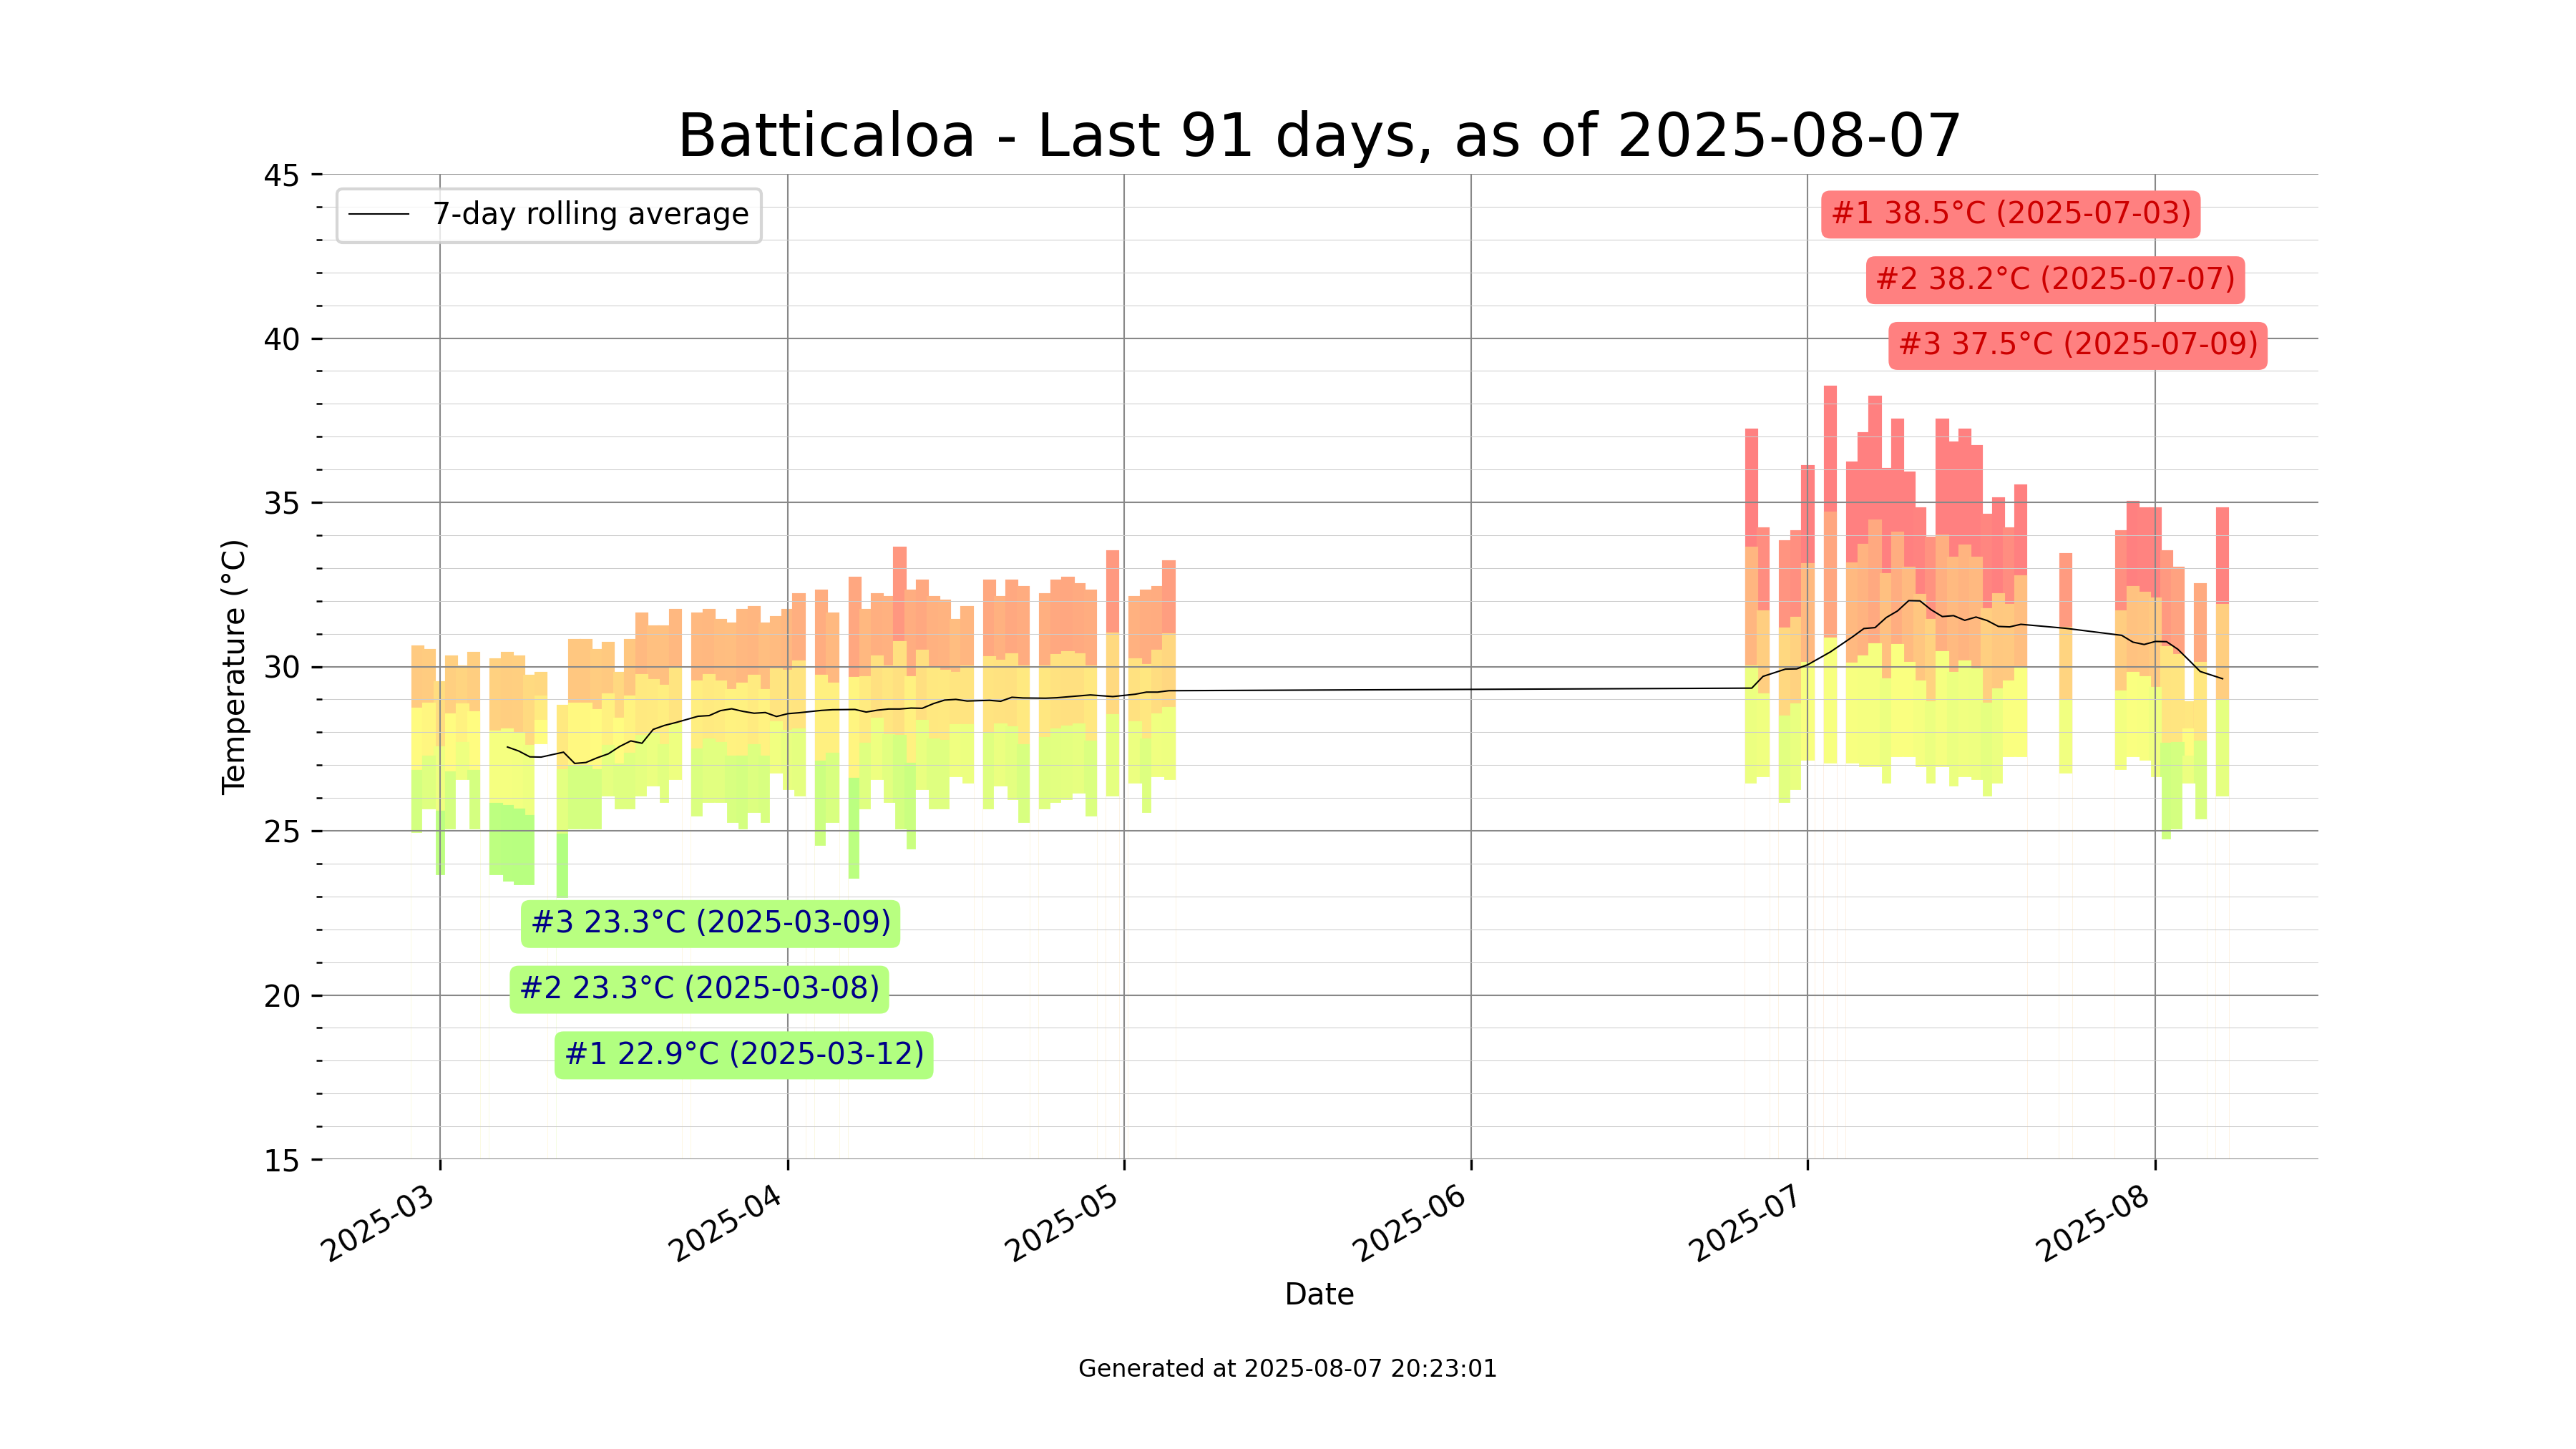 Batticaloa - Last 91 days, as of 2025-08-07
7-day rolling average
#1 38.5°C (2025-07-03)
#2 38.2°C (2025-07-07)
#3 37.5°C (2025-07-09)
45
40
35
30
25
20
15
Temperature (°C)
#3 23.3°C (2025-03-09)
#2 23.3°C (2025-03-08)
#1 22.9°C (2025-03-12)
2025-03
2025-04
2025-05
2025-06
2025-07
2025-08
Date
Generated at 2025-08-07 20:23:01